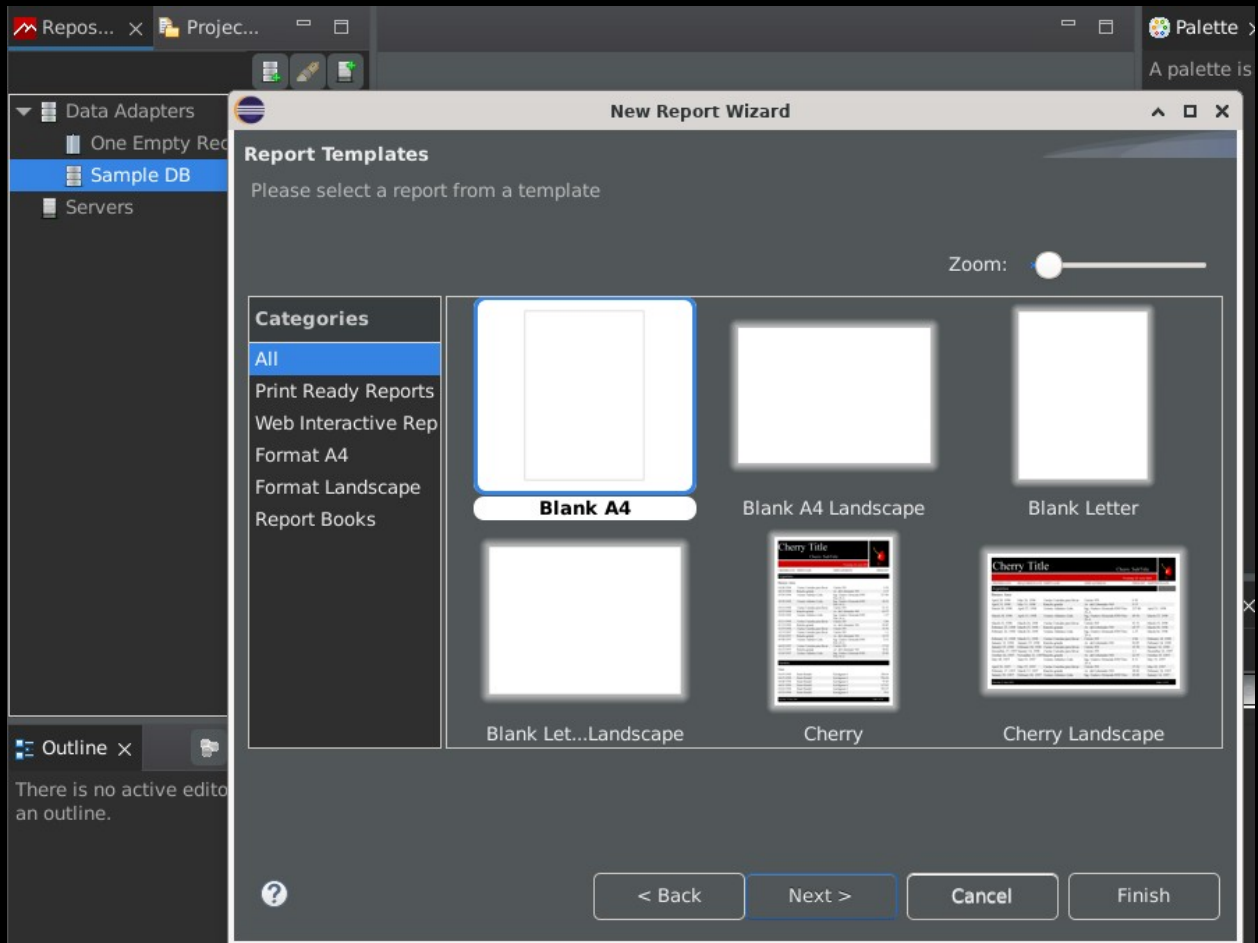 Repos...
Projec...
Palette
A palette is
Data Adapters
One Empty Rec
Sample DB
Servers
New Report Wizard
Report Templates
Please select a report from a template
Zoom:
Categories
All
Print Ready Reports
Web Interactive Rep
Format A4
Format Landscape
Report Books
Blank A4
Blank A4 Landscape
Blank Letter
Cherry Title
Cherry Title
Blank Let...Landscape
Cherry
Cherry Landscape
Outline
There is no active edito
an outline.
< Back
Next >
Cancel
Finish